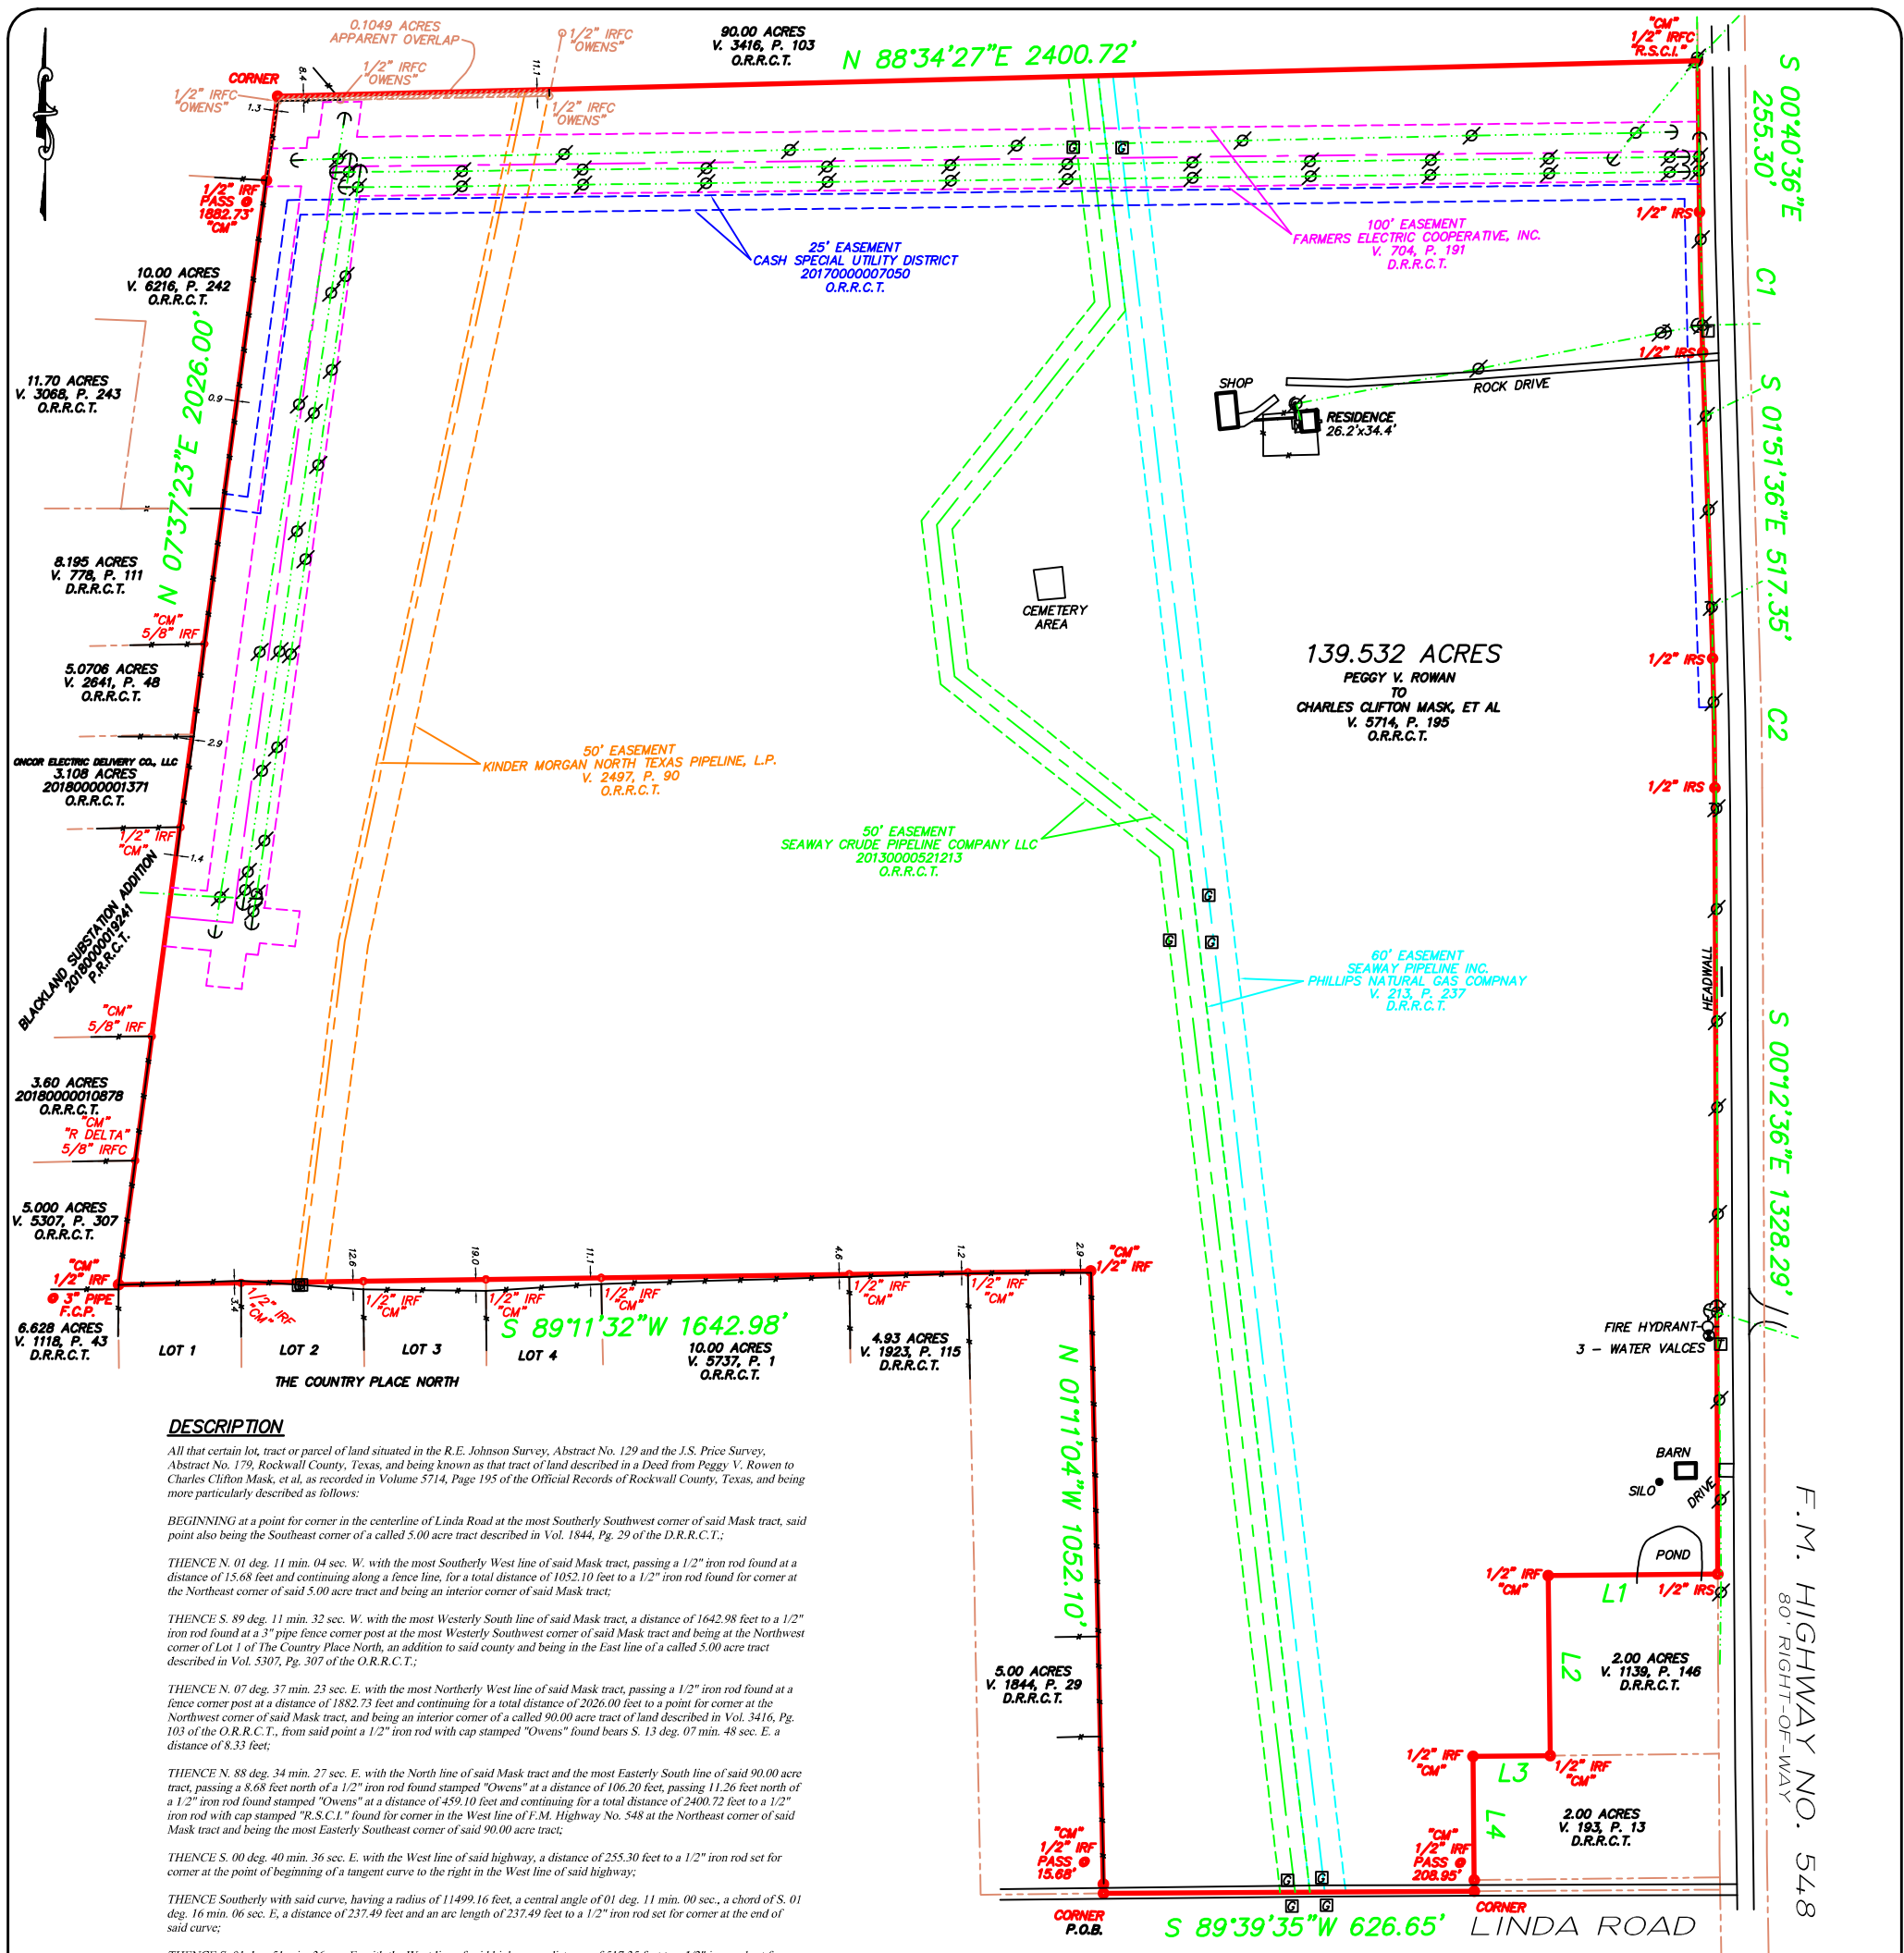 0.1049 ACRES
APPARENT OVERLAP
1/2" IRFC
"OWENS"
1/2" IRFC
"OWENS"
90.00 ACRES
V. 3416, P. 103
O.R.R.C.T.
N 88°34'27"E 2400.72'
"CM"
1/2" IRFC
"R.S.C.I."
CORNER
1/2" IRFC
"OWENS"
1.3
8.4
11.1
1/2" IRFC
"OWENS"
S 00°40'36"E
255.30'
1/2" IRF
PASS @
1882.73'
"CM"
1/2" IRS
100' EASEMENT
FARMERS ELECTRIC COOPERATIVE, INC.
V. 704, P. 191
D.R.R.C.T.
25' EASEMENT
CASH SPECIAL UTILITY DISTRICT
20170000007050
O.R.R.C.T.
10.00 ACRES
V. 6216, P. 242
O.R.R.C.T.
C1
N 07°37'23"E 2026.00'
1/2" IRS
11.70 ACRES
V. 3068, P. 243
O.R.R.C.T.
0.9
SHOP
ROCK DRIVE
RESIDENCE
26.2'x34.4'
S 01°51'36"E 517.35'
8.195 ACRES
V. 778, P. 111
D.R.R.C.T.
CEMETERY
AREA
"CM"
5/8" IRF
139.532 ACRES
PEGGY V. ROWAN
TO
CHARLES CLIFTON MASK, ET AL
V. 5714, P. 195
O.R.R.C.T.
1/2" IRS
5.0706 ACRES
V. 2641, P. 48
O.R.R.C.T.
C2
2.9
ONCOR ELECTRIC DELIVERY CO., LLC
3.108 ACRES
20180000001371
O.R.R.C.T.
50' EASEMENT
KINDER MORGAN NORTH TEXAS PIPELINE, L.P.
V. 2497, P. 90
O.R.R.C.T.
1/2" IRS
1/2" IRF
"CM"
1.4
50' EASEMENT
SEAWAY CRUDE PIPELINE COMPANY LLC
20130000521213
O.R.R.C.T.
BLACKLAND SUBSTATION ADDITION
20180000019241
P.R.R.C.T.
G
G
G
G
G
60' EASEMENT
SEAWAY PIPELINE INC.
PHILLIPS NATURAL GAS COMPNAY
V. 213, P. 237
D.R.R.C.T.
HEADWALL
"CM"
5/8" IRF
S 00°12'36"E 1328.29'
3.60 ACRES
20180000010878
O.R.R.C.T.
"CM"
"R DELTA"
5/8" IRFC
5.000 ACRES
V. 5307, P. 307
O.R.R.C.T.
"CM"
1/2" IRF
@ 3" PIPE
F.C.P.
3.4
12.6
19.0
11.1
4.6
1.2
2.9
"CM"
1/2" IRF
1/2" IRF
"CM"
1/2" IRF
"CM"
1/2" IRF
"CM"
1/2" IRF
"CM"
1/2" IRF
"CM"
1/2" IRF
"CM"
S 89°11'32"W 1642.98'
6.628 ACRES
V. 1118, P. 43
D.R.R.C.T.
LOT 1
LOT 2
LOT 3
LOT 4
10.00 ACRES
V. 5737, P. 1
O.R.R.C.T.
4.93 ACRES
V. 1923, P. 115
D.R.R.C.T.
THE COUNTRY PLACE NORTH
FIRE HYDRANT
3 - WATER VALCES
T
N 01°11'04"W 1052.10'
DESCRIPTION
All that certain lot, tract or parcel of land situated in the R.E. Johnson Survey, Abstract No. 129 and the J.S. Price Survey,
Abstract No. 179, Rockwall County, Texas, and being known as that tract of land described in a Deed from Peggy V. Rowen to
Charles Clifton Mask, et al, as recorded in Volume 5714, Page 195 of the Official Records of Rockwall County, Texas, and being
more particularly described as follows:
BEGINNING at a point for corner in the centerline of Linda Road at the most Southerly Southwest corner of said Mask tract, said
point also being the Southeast corner of a called 5.00 acre tract described in Vol. 1844, Pg. 29 of the D.R.R.C.T.;
THENCE N. 01 deg. 11 min. 04 sec. W. with the most Southerly West line of said Mask tract, passing a 1/2" iron rod found at a
distance of 15.68 feet and continuing along a fence line, for a total distance of 1052.10 feet to a 1/2" iron rod found for corner at
the Northeast corner of said 5.00 acre tract and being an interior corner of said Mask tract;
THENCE S. 89 deg. 11 min. 32 sec. W. with the most Westerly South line of said Mask tract, a distance of 1642.98 feet to a 1/2"
iron rod found at a 3" pipe fence corner post at the most Westerly Southwest corner of said Mask tract and being at the Northwest
corner of Lot 1 of The Country Place North, an addition to said county and being in the East line of a called 5.00 acre tract
described in Vol. 5307, Pg. 307 of the O.R.R.C.T.;
THENCE N. 07 deg. 37 min. 23 sec. E. with the most Northerly West line of said Mask tract, passing a 1/2" iron rod found at a
fence corner post at a distance of 1882.73 feet and continuing for a total distance of 2026.00 feet to a point for corner at the
Northwest corner of said Mask tract, and being an interior corner of a called 90.00 acre tract of land described in Vol. 3416, Pg.
103 of the O.R.R.C.T., from said point a 1/2" iron rod with cap stamped "Owens" found bears S. 13 deg. 07 min. 48 sec. E. a
distance of 8.33 feet;
THENCE N. 88 deg. 34 min. 27 sec. E. with the North line of said Mask tract and the most Easterly South line of said 90.00 acre
tract, passing a 8.68 feet north of a 1/2" iron rod found stamped "Owens" at a distance of 106.20 feet, passing 11.26 feet north of
a 1/2" iron rod found stamped "Owens" at a distance of 459.10 feet and continuing for a total distance of 2400.72 feet to a 1/2"
iron rod with cap stamped "R.S.C.I." found for corner in the West line of F.M. Highway No. 548 at the Northeast corner of said
Mask tract and being the most Easterly Southeast corner of said 90.00 acre tract;
THENCE S. 00 deg. 40 min. 36 sec. E. with the West line of said highway, a distance of 255.30 feet to a 1/2" iron rod set for
corner at the point of beginning of a tangent curve to the right in the West line of said highway;
THENCE Southerly with said curve, having a radius of 11499.16 feet, a central angle of 01 deg. 11 min. 00 sec., a chord of S. 01
deg. 16 min. 06 sec. E, a distance of 237.49 feet and an arc length of 237.49 feet to a 1/2" iron rod set for corner at the end of
said curve;
BARN
SILO
DRIVE
POND
1/2" IRF
"CM"
L1
1/2" IRS
F.M. HIGHWAY NO. 548
80' RIGHT-OF-WAY
L2
2.00 ACRES
V. 1139, P. 146
D.R.R.C.T.
5.00 ACRES
V. 1844, P. 29
D.R.R.C.T.
1/2" IRF
"CM"
L3
1/2" IRF
"CM"
L4
2.00 ACRES
V. 193, P. 13
D.R.R.C.T.
"CM"
1/2" IRF
PASS @
15.68'
"CM"
1/2" IRF
PASS @
208.95'
G
G
G
G
CORNER
P.O.B.
CORNER
S 89°39'35"W 626.65'
LINDA ROAD